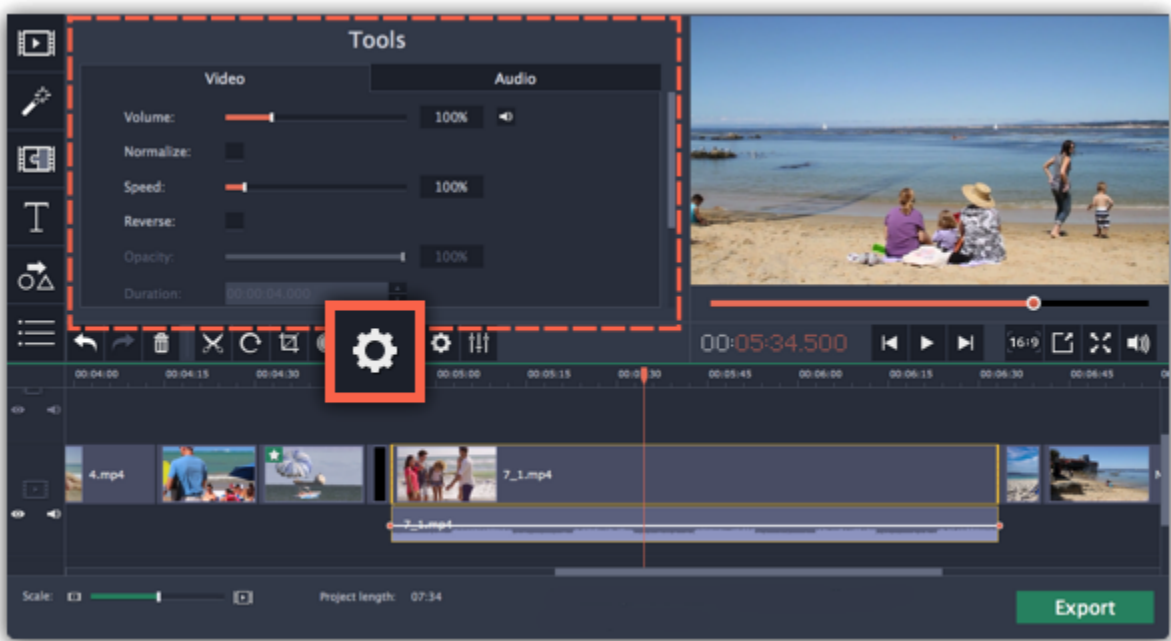 Tools
Video Audio
Volume: 100%
Normalize:
Speed: 100%
Reverse:
Opacity: 100%
Duration: 00:00:04.000
T
00:05:34.500 16:9
00:04:00 00:04:15 00:04:30 00:05:00 00:05:15 00:05:45 00:06:00 00:06:15 00:06:30 00:06:45
4.mp4 7_1.mp4
7_1.mp4
Scale: Project length: 07:34
Export